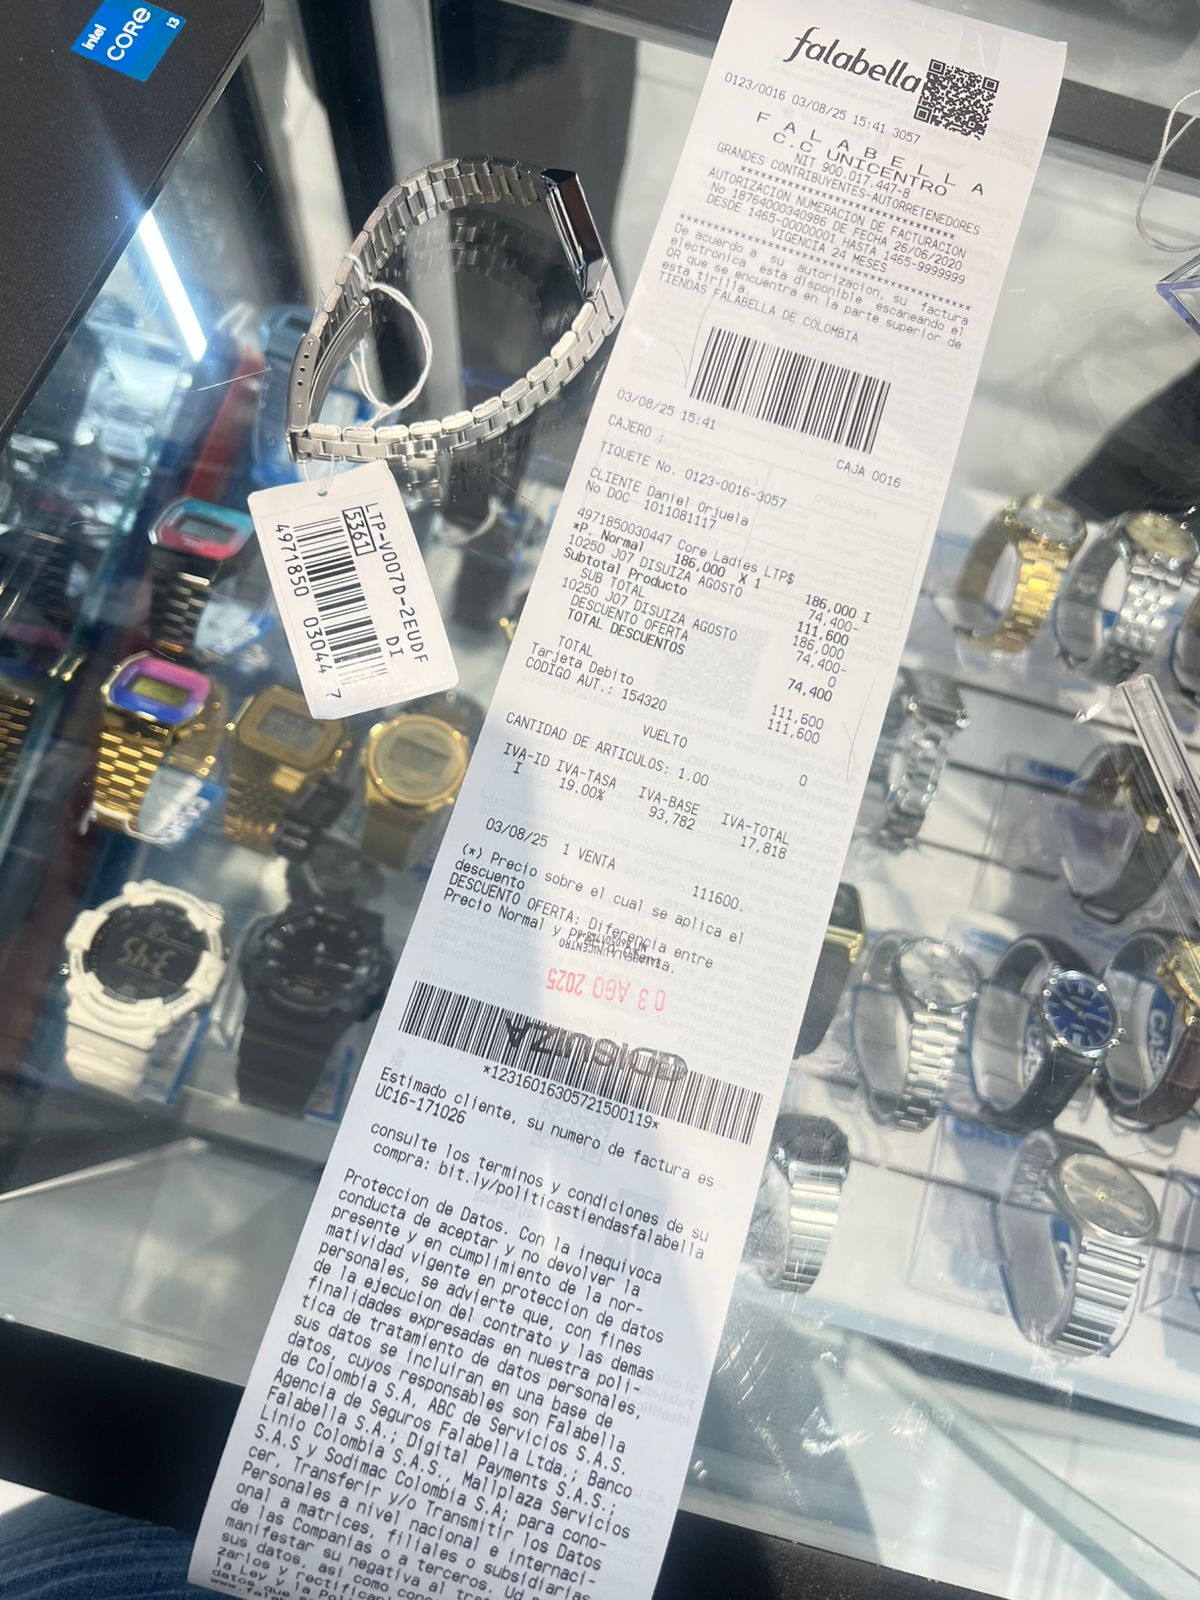 intel
CORE
i3
falabella
0123/0016 03/08/25 15:41 3057
F A L A B E L L A
C.C UNICENTRO
NIT 900.017.447-8
GRANDES CONTRIBUYENTES-AUTORRETENEDORES
AUTORIZACION NUMERACION DE FACTURACION
No 18764000340986 DE FECHA 26/06/2020
DESDE 1465-00000001 HASTA 1465-9999999
VIGENCIA 24 MESES
De acuerdo a su autorizacion, su factura
electronica esta disponible escaneando el
QR que se encuentra en la parte superior de
esta tirilla.
TIENDAS FALABELLA DE COLOMBIA
03/08/25 15:41
CAJERO :
CAJA 0016
TIQUETE No. 0123-0016-3057
CLIENTE Daniel Orjuela
No DOC 1011081117
4971850030447 Core Ladies LTP$ 186,000 I
*P. Normal 186,000 X 1
10250 J07 DISUIZA AGOSTO 74,400-
Subtotal Producto 111,600
SUB TOTAL 186,000
10250 J07 DISUIZA AGOSTO 74,400-
DESCUENTO OFERTA 0
TOTAL DESCUENTOS 74,400
TOTAL 111,600
Tarjeta Debito 111,600
CODIGO AUT.: 154320
VUELTO 0
CANTIDAD DE ARTICULOS: 1.00
IVA-ID IVA-TASA IVA-BASE IVA-TOTAL
I 19.00% 93,782 17,818
03/08/25 1 VENTA 111600.
(*) Precio sobre el cual se aplica el
descuento
DESCUENTO OFERTA: Diferencia entre
Precio Normal y Precio Oferta.
03 AGO 2025
DISUIZA
*12316016305721500119*
Estimado cliente, su numero de factura es
UC16-171026
consulte los terminos y condiciones de su
compra: bit.ly/politicastiendasfalabella
Proteccion de Datos. Con la inequivoca
conducta de aceptar y no devolver la
presente y en cumplimiento de la nor-
matividad vigente en proteccion de datos
personales, se advierte que, con fines
de la ejecucion del contrato y las demas
finalidades expresadas en nuestra poli-
tica de tratamiento de datos personales,
sus datos se incluiran en una base de
datos, cuyos responsables son Falabella
de Colombia S.A, ABC de Servicios S.A.S.
Agencia de Seguros Falabella Ltda.; Banco
Falabella S.A.; Digital Payments S.A.S.;
Linio Colombia S.A.S., Mallplaza Servicios
S.A.S y Sodimac Colombia S.A; para cono-
cer, Transferir y/o Transmitir los Datos
Personales a nivel nacional e internaci-
onal a matrices, filiales o subsidiarias
de las Companias o a terceros. Ud
manifestar su negativa al
sus datos, asi como
zarlos y rectificar
la Ley y la
LTP-V007D-2EUDF
5361
DI
4971850 03044 7